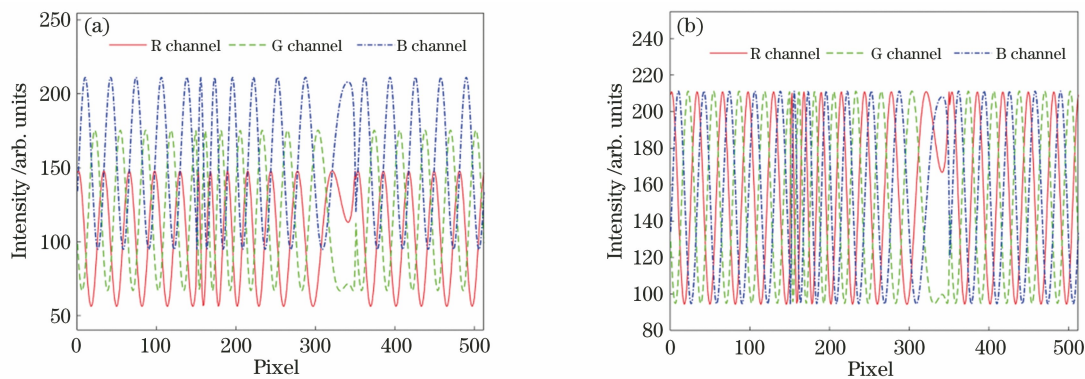 (a)
R channel G channel B channel
250
200
150
100
50
0 100 200 300 400 500
Pixel
Intensity /arb. units
(b)
R channel G channel B channel
240
220
200
180
160
140
120
100
80
0 100 200 300 400 500
Pixel
Intensity /arb. units